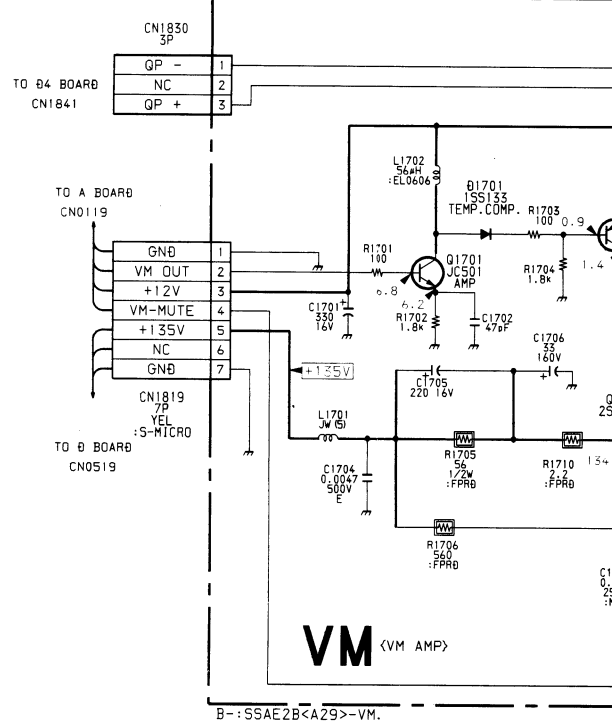 CN1830
3P
QP - 1
NC 2
QP + 3
TO D4 BOARD
CN1841
L1702
56µH
:EL0606
D1701
1SS133
TEMP.COMP.
R1703
100
0.9
TO A BOARD
CN0119
GND 1
VM OUT 2
+12V 3
VM-MUTE 4
+135V 5
NC 6
GND 7
R1701
100
Q1701
JC501
AMP
R1704
1.8k
1.4
6.8
6.2
C1701
330
16V
R1702
1.8k
C1702
47pF
C1706
33
160V
+135V
C1705
220 16V
CN1819
7P
YEL
:S-MICRO
TO D BOARD
CN0519
L1701
JW (5)
Q
2S
R1705
56
1/2W
:FPRD
R1710
2.2
:FPRD
134
C1704
0.0047
500V
E
R1706
560
:FPRD
C1
0.
25
:M
VM {VM AMP}
B-:SSAE2B<A29>-VM.